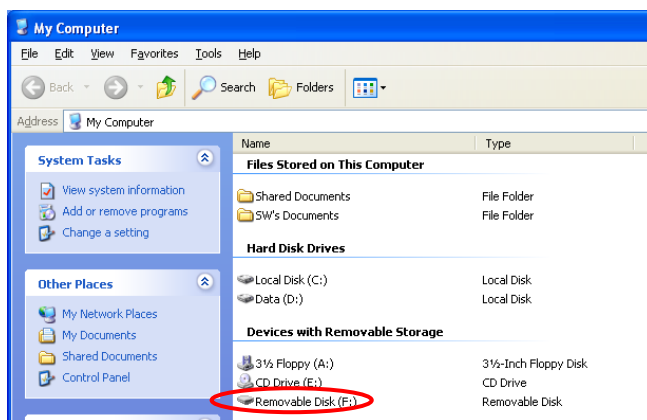 My Computer
File Edit View Favorites Tools Help
Back Search Folders
Address My Computer
Name Type
System Tasks
View system information
Add or remove programs
Change a setting
Other Places
My Network Places
My Documents
Shared Documents
Control Panel
Files Stored on This Computer
Shared Documents File Folder
SW's Documents File Folder
Hard Disk Drives
Local Disk (C:) Local Disk
Data (D:) Local Disk
Devices with Removable Storage
3½ Floppy (A:) 3½-Inch Floppy Disk
CD Drive (E:) CD Drive
Removable Disk (F:) Removable Disk